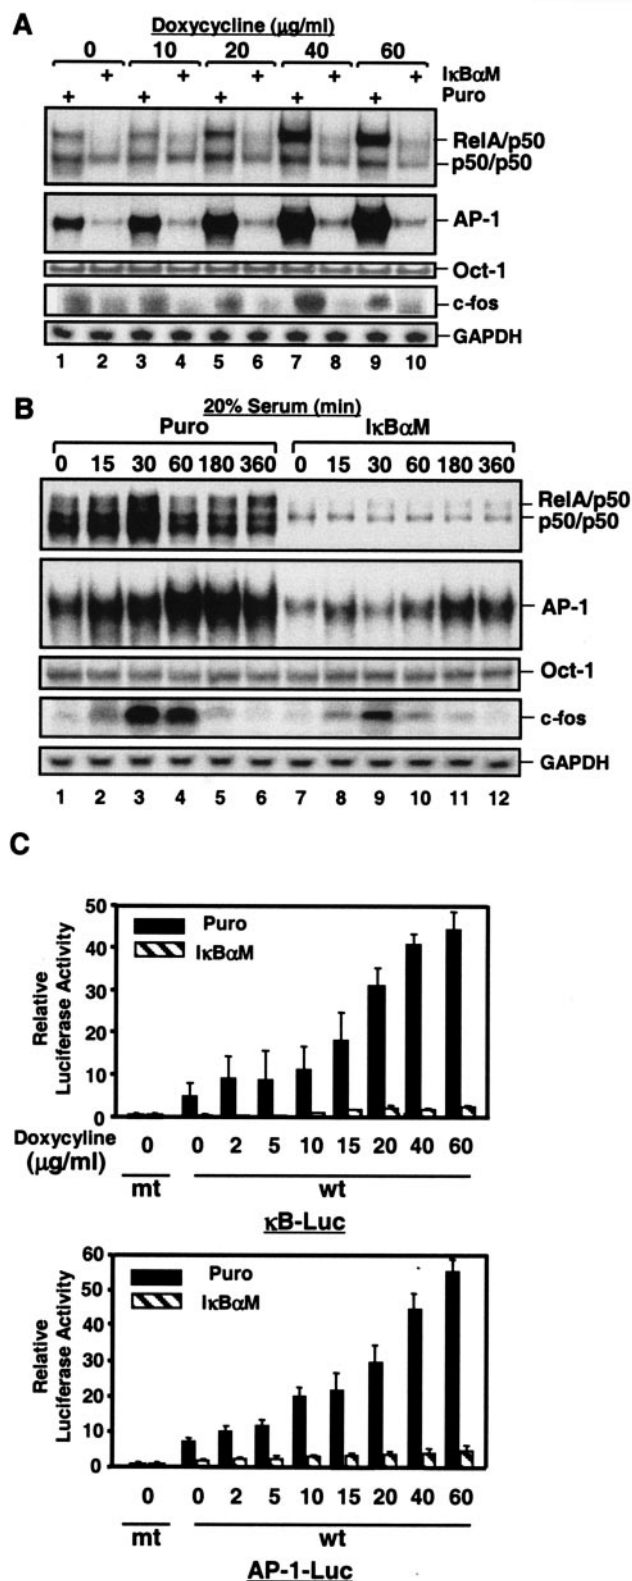 A
Doxycycline (µg/ml)
0 10 20 40 60
+ + + + + IκBαM
+ + + + + Puro
RelA/p50
p50/p50
AP-1
Oct-1
c-fos
GAPDH
1 2 3 4 5 6 7 8 9 10
B
20% Serum (min)
Puro IκBαM
0 15 30 60 180 360 0 15 30 60 180 360
RelA/p50
p50/p50
AP-1
Oct-1
c-fos
GAPDH
1 2 3 4 5 6 7 8 9 10 11 12
C
Relative
Luciferase Activity
50
40
30
20
10
0
Puro
IκBαM
Doxycyline
(µg/ml)
0 0 2 5 10 15 20 40 60
mt wt
κB-Luc
Relative
Luciferase Activity
60
50
40
30
20
10
0
Puro
IκBαM
0 0 2 5 10 15 20 40 60
mt wt
AP-1-Luc